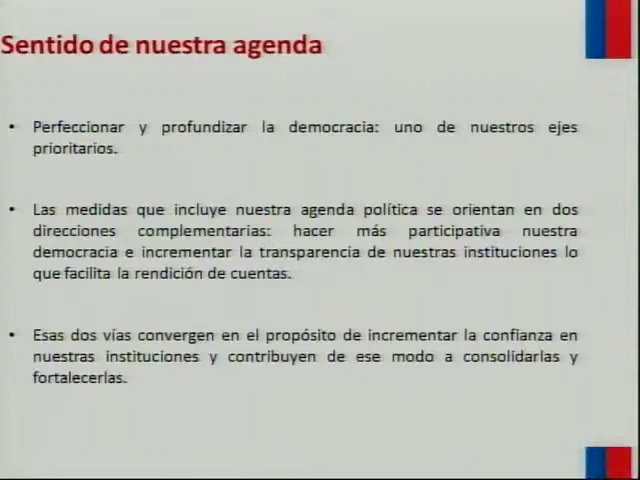 Sentido de nuestra agenda
• Perfeccionar y profundizar la democracia: uno de nuestros ejes
prioritarios.
• Las medidas que incluye nuestra agenda política se orientan en dos
direcciones complementarias: hacer más participativa nuestra
democracia e incrementar la transparencia de nuestras instituciones lo
que facilita la rendición de cuentas.
• Esas dos vías convergen en el propósito de incrementar la confianza en
nuestras instituciones y contribuyen de ese modo a consolidarlas y
fortalecerlas.